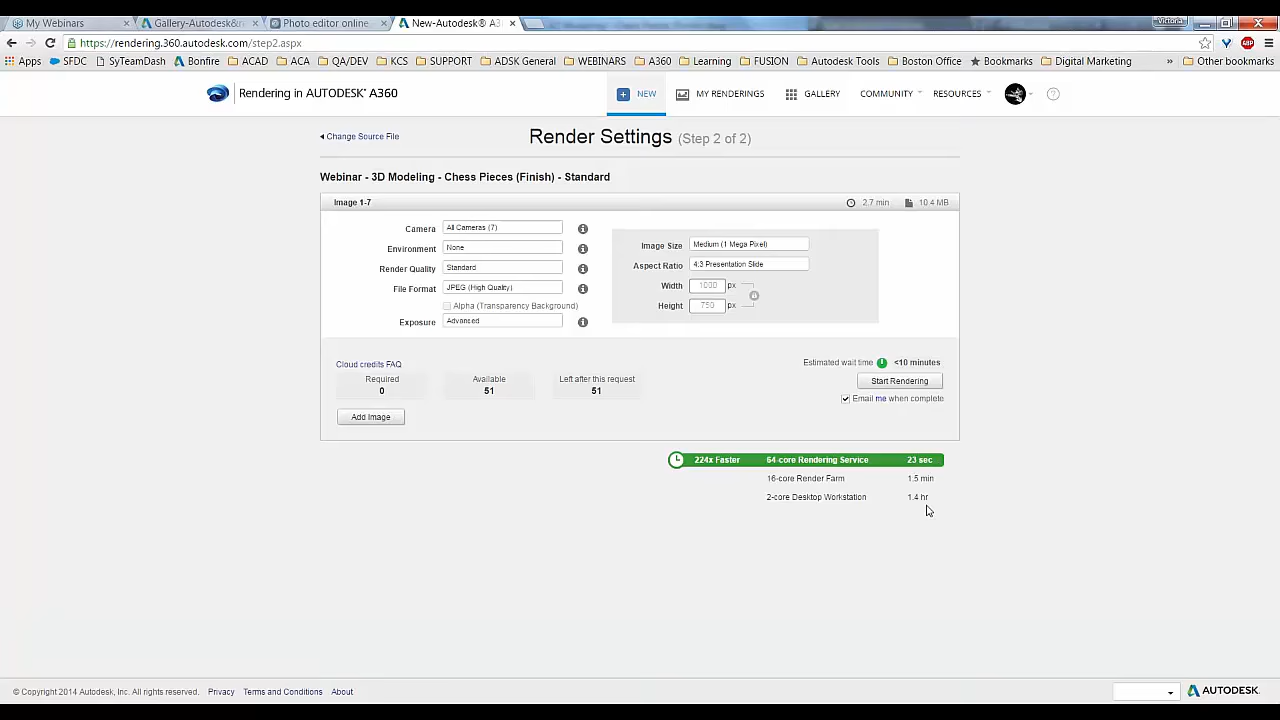 My Webinars
Gallery-Autodesk&r
Photo editor online
New-Autodesk® A3
Victoria
https://rendering.360.autodesk.com/step2.aspx
Apps SFDC SyTeamDash Bonfire ACAD ACA QA/DEV KCS SUPPORT ADSK General WEBINARS A360 Learning FUSION Autodesk Tools Boston Office Bookmarks Digital Marketing » Other bookmarks
Rendering in AUTODESK® A360 NEW MY RENDERINGS GALLERY COMMUNITY RESOURCES
Change Source File
Render Settings (Step 2 of 2)
Webinar - 3D Modeling - Chess Pieces (Finish) - Standard
Image 1-7 2.7 min 10.4 MB
Camera All Cameras (7)
Environment None
Render Quality Standard
File Format JPEG (High Quality)
Alpha (Transparency Background)
Exposure Advanced
Image Size Medium (1 Mega Pixel)
Aspect Ratio 4:3 Presentation Slide
Width 1000 px
Height 750 px
Cloud credits FAQ
Required Available Left after this request
0 51 51
Add Image
Estimated wait time <10 minutes
Start Rendering
Email me when complete
224x Faster 64-core Rendering Service 23 sec
16-core Render Farm 1.5 min
2-core Desktop Workstation 1.4 hr
© Copyright 2014 Autodesk, Inc. All rights reserved. Privacy Terms and Conditions About
AUTODESK.